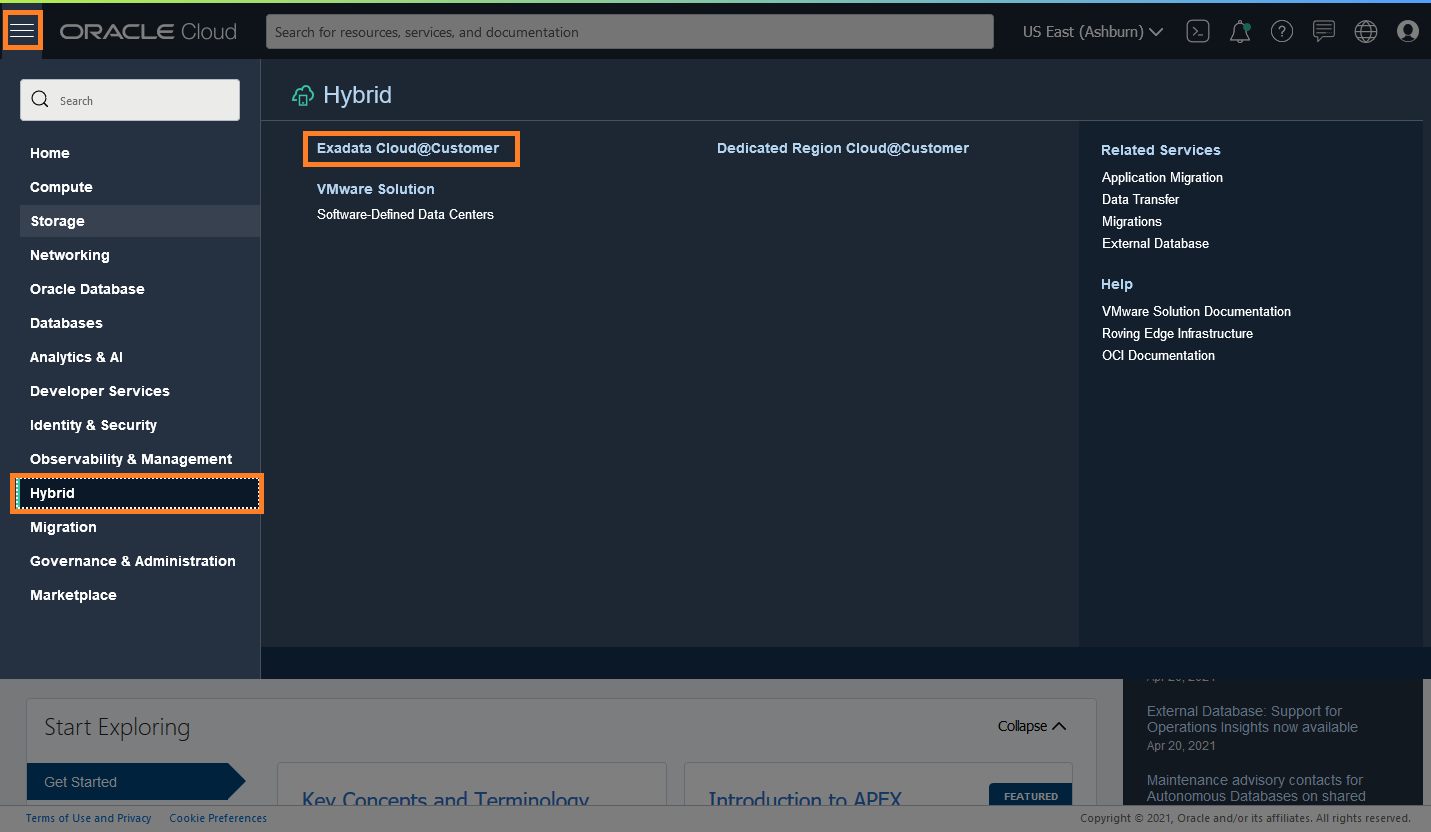 ORACLE Cloud
Search for resources, services, and documentation
US East (Ashburn)
Search
Home
Compute
Storage
Networking
Oracle Database
Databases
Analytics & AI
Developer Services
Identity & Security
Observability & Management
Hybrid
Migration
Governance & Administration
Marketplace
Hybrid
Exadata Cloud@Customer
VMware Solution
Software-Defined Data Centers
Dedicated Region Cloud@Customer
Related Services
Application Migration
Data Transfer
Migrations
External Database
Help
VMware Solution Documentation
Roving Edge Infrastructure
OCI Documentation
Start Exploring
Collapse
Get Started
Key Concepts and Terminology
Introduction to APEX
FEATURED
Apr 20, 2021
External Database: Support for
Operations Insights now available
Apr 20, 2021
Maintenance advisory contacts for
Autonomous Databases on shared
Terms of Use and Privacy
Cookie Preferences
Copyright © 2021, Oracle and/or its affiliates. All rights reserved.